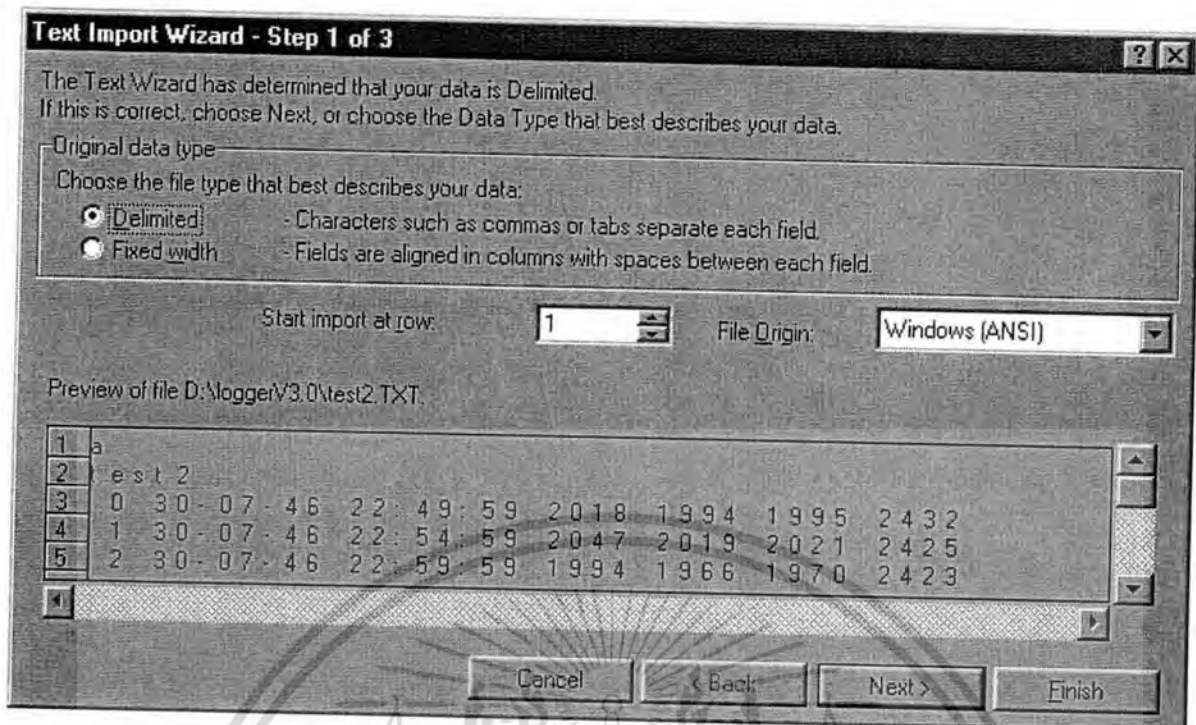 Text Import Wizard - Step 1 of 3
The Text Wizard has determined that your data is Delimited.
If this is correct, choose Next, or choose the Data Type that best describes your data.
Original data type
Choose the file type that best describes your data:
Delimited - Characters such as commas or tabs separate each field.
Fixed width - Fields are aligned in columns with spaces between each field.
Start import at row: 1 File Origin: Windows (ANSI)
Preview of file D:\loggerV3.0\test2.TXT.
1 a
2 test2
3 0 30-07-46 22:49:59 2018 1994 1995 2432
4 1 30-07-46 22:54:59 2047 2019 2021 2425
5 2 30-07-46 22:59:59 1994 1966 1970 2423
Cancel < Back Next > Finish